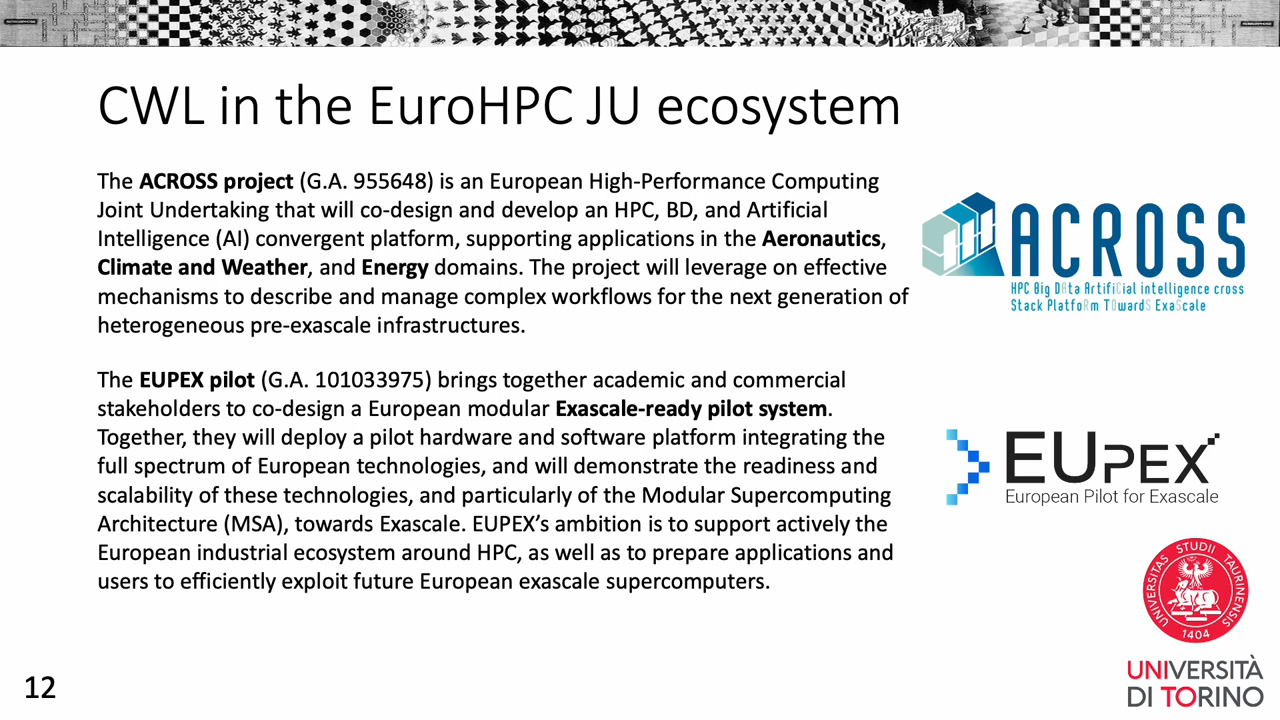 CWL in the EuroHPC JU ecosystem
The ACROSS project (G.A. 955648) is an European High-Performance Computing
Joint Undertaking that will co-design and develop an HPC, BD, and Artificial
Intelligence (AI) convergent platform, supporting applications in the Aeronautics,
Climate and Weather, and Energy domains. The project will leverage on effective
mechanisms to describe and manage complex workflows for the next generation of
heterogeneous pre-exascale infrastructures.
ACROSS
HPC Big DAta ArtifiCial intelligence cross
Stack PlatfoRm TOwardS ExaScale
The EUPEX pilot (G.A. 101033975) brings together academic and commercial
stakeholders to co-design a European modular Exascale-ready pilot system.
Together, they will deploy a pilot hardware and software platform integrating the
full spectrum of European technologies, and will demonstrate the readiness and
scalability of these technologies, and particularly of the Modular Supercomputing
Architecture (MSA), towards Exascale. EUPEX’s ambition is to support actively the
European industrial ecosystem around HPC, as well as to prepare applications and
users to efficiently exploit future European exascale supercomputers.
EUPEX
European Pilot for Exascale
UNIVERSITAS STUDII TAURINENSIS
1404
UNIVERSITÀ
DI TORINO
12